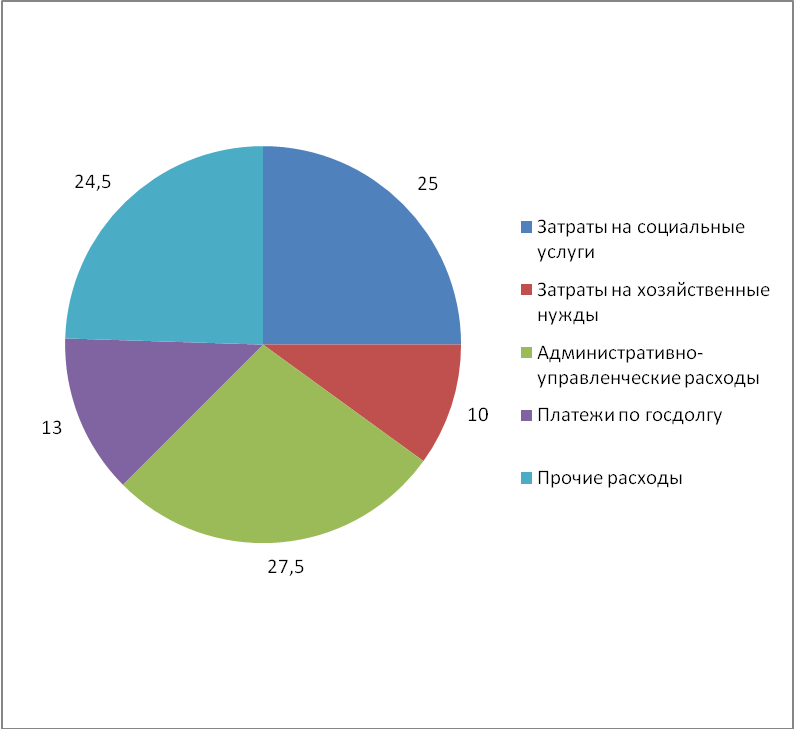 24,5
25
13
10
27,5
Затраты на социальные
услуги
Затраты на хозяйственные
нужды
Административно-
управленческие расходы
Платежи по госдолгу
Прочие расходы